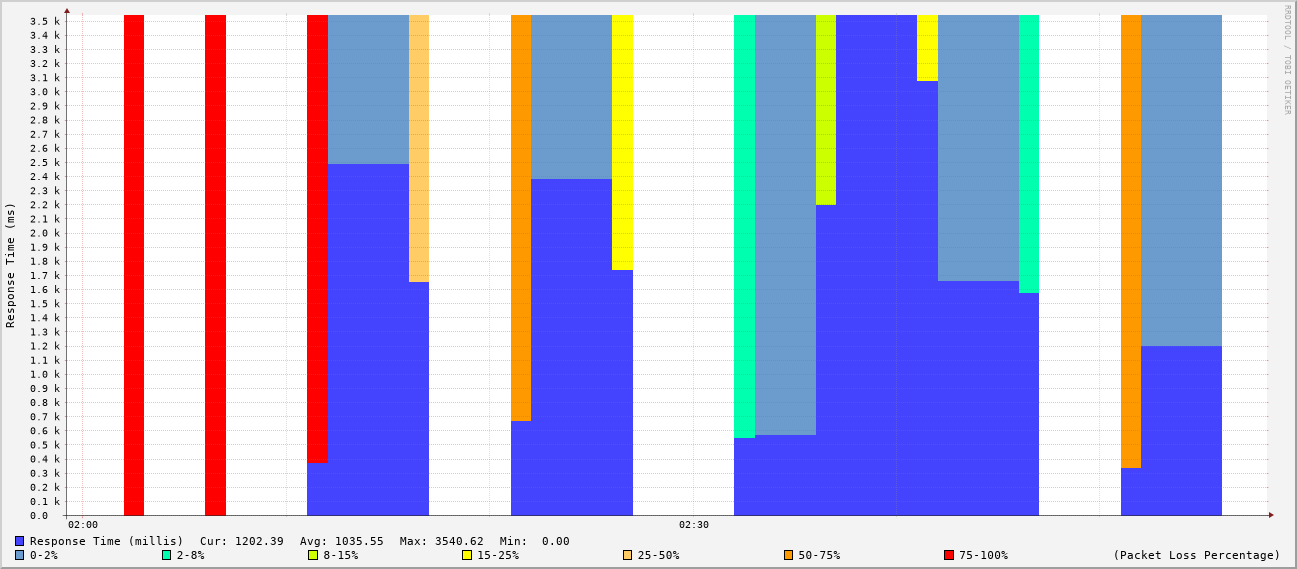 3.5 k
3.4 k
3.3 k
3.2 k
3.1 k
3.0 k
2.9 k
2.8 k
2.7 k
2.6 k
2.5 k
2.4 k
2.3 k
2.2 k
2.1 k
2.0 k
1.9 k
1.8 k
1.7 k
1.6 k
1.5 k
1.4 k
1.3 k
1.2 k
1.1 k
1.0 k
0.9 k
0.8 k
0.7 k
0.6 k
0.5 k
0.4 k
0.3 k
0.2 k
0.1 k
0.0
Response Time (ms)
RRDTOOL / TOBI OETIKER
02:00 02:30
Response Time (millis) Cur: 1202.39 Avg: 1035.55 Max: 3540.62 Min: 0.00
0-2% 2-8% 8-15% 15-25% 25-50% 50-75% 75-100% (Packet Loss Percentage)